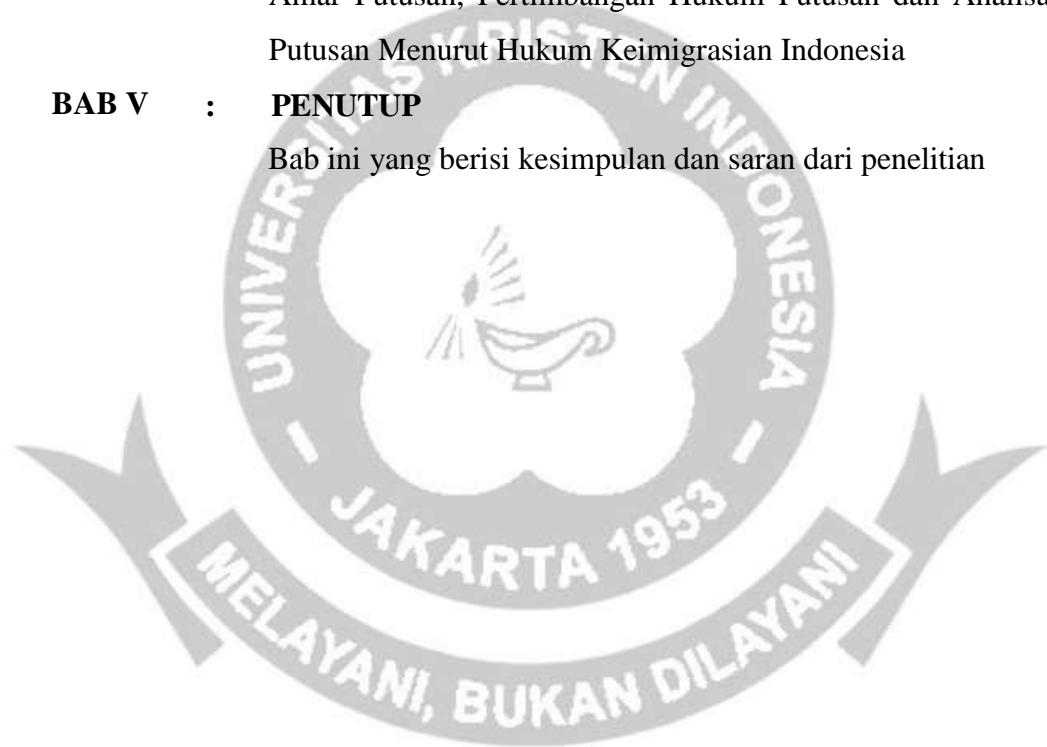 Amar Putusan, Pertimbangan Hukum Putusan dan Analisa
Putusan Menurut Hukum Keimigrasian Indonesia
BAB V : PENUTUP
Bab ini yang berisi kesimpulan dan saran dari penelitian
UNIVERSITAS KRISTEN INDONESIA
- JAKARTA 1953 -
MELAYANI, BUKAN DILAYANI